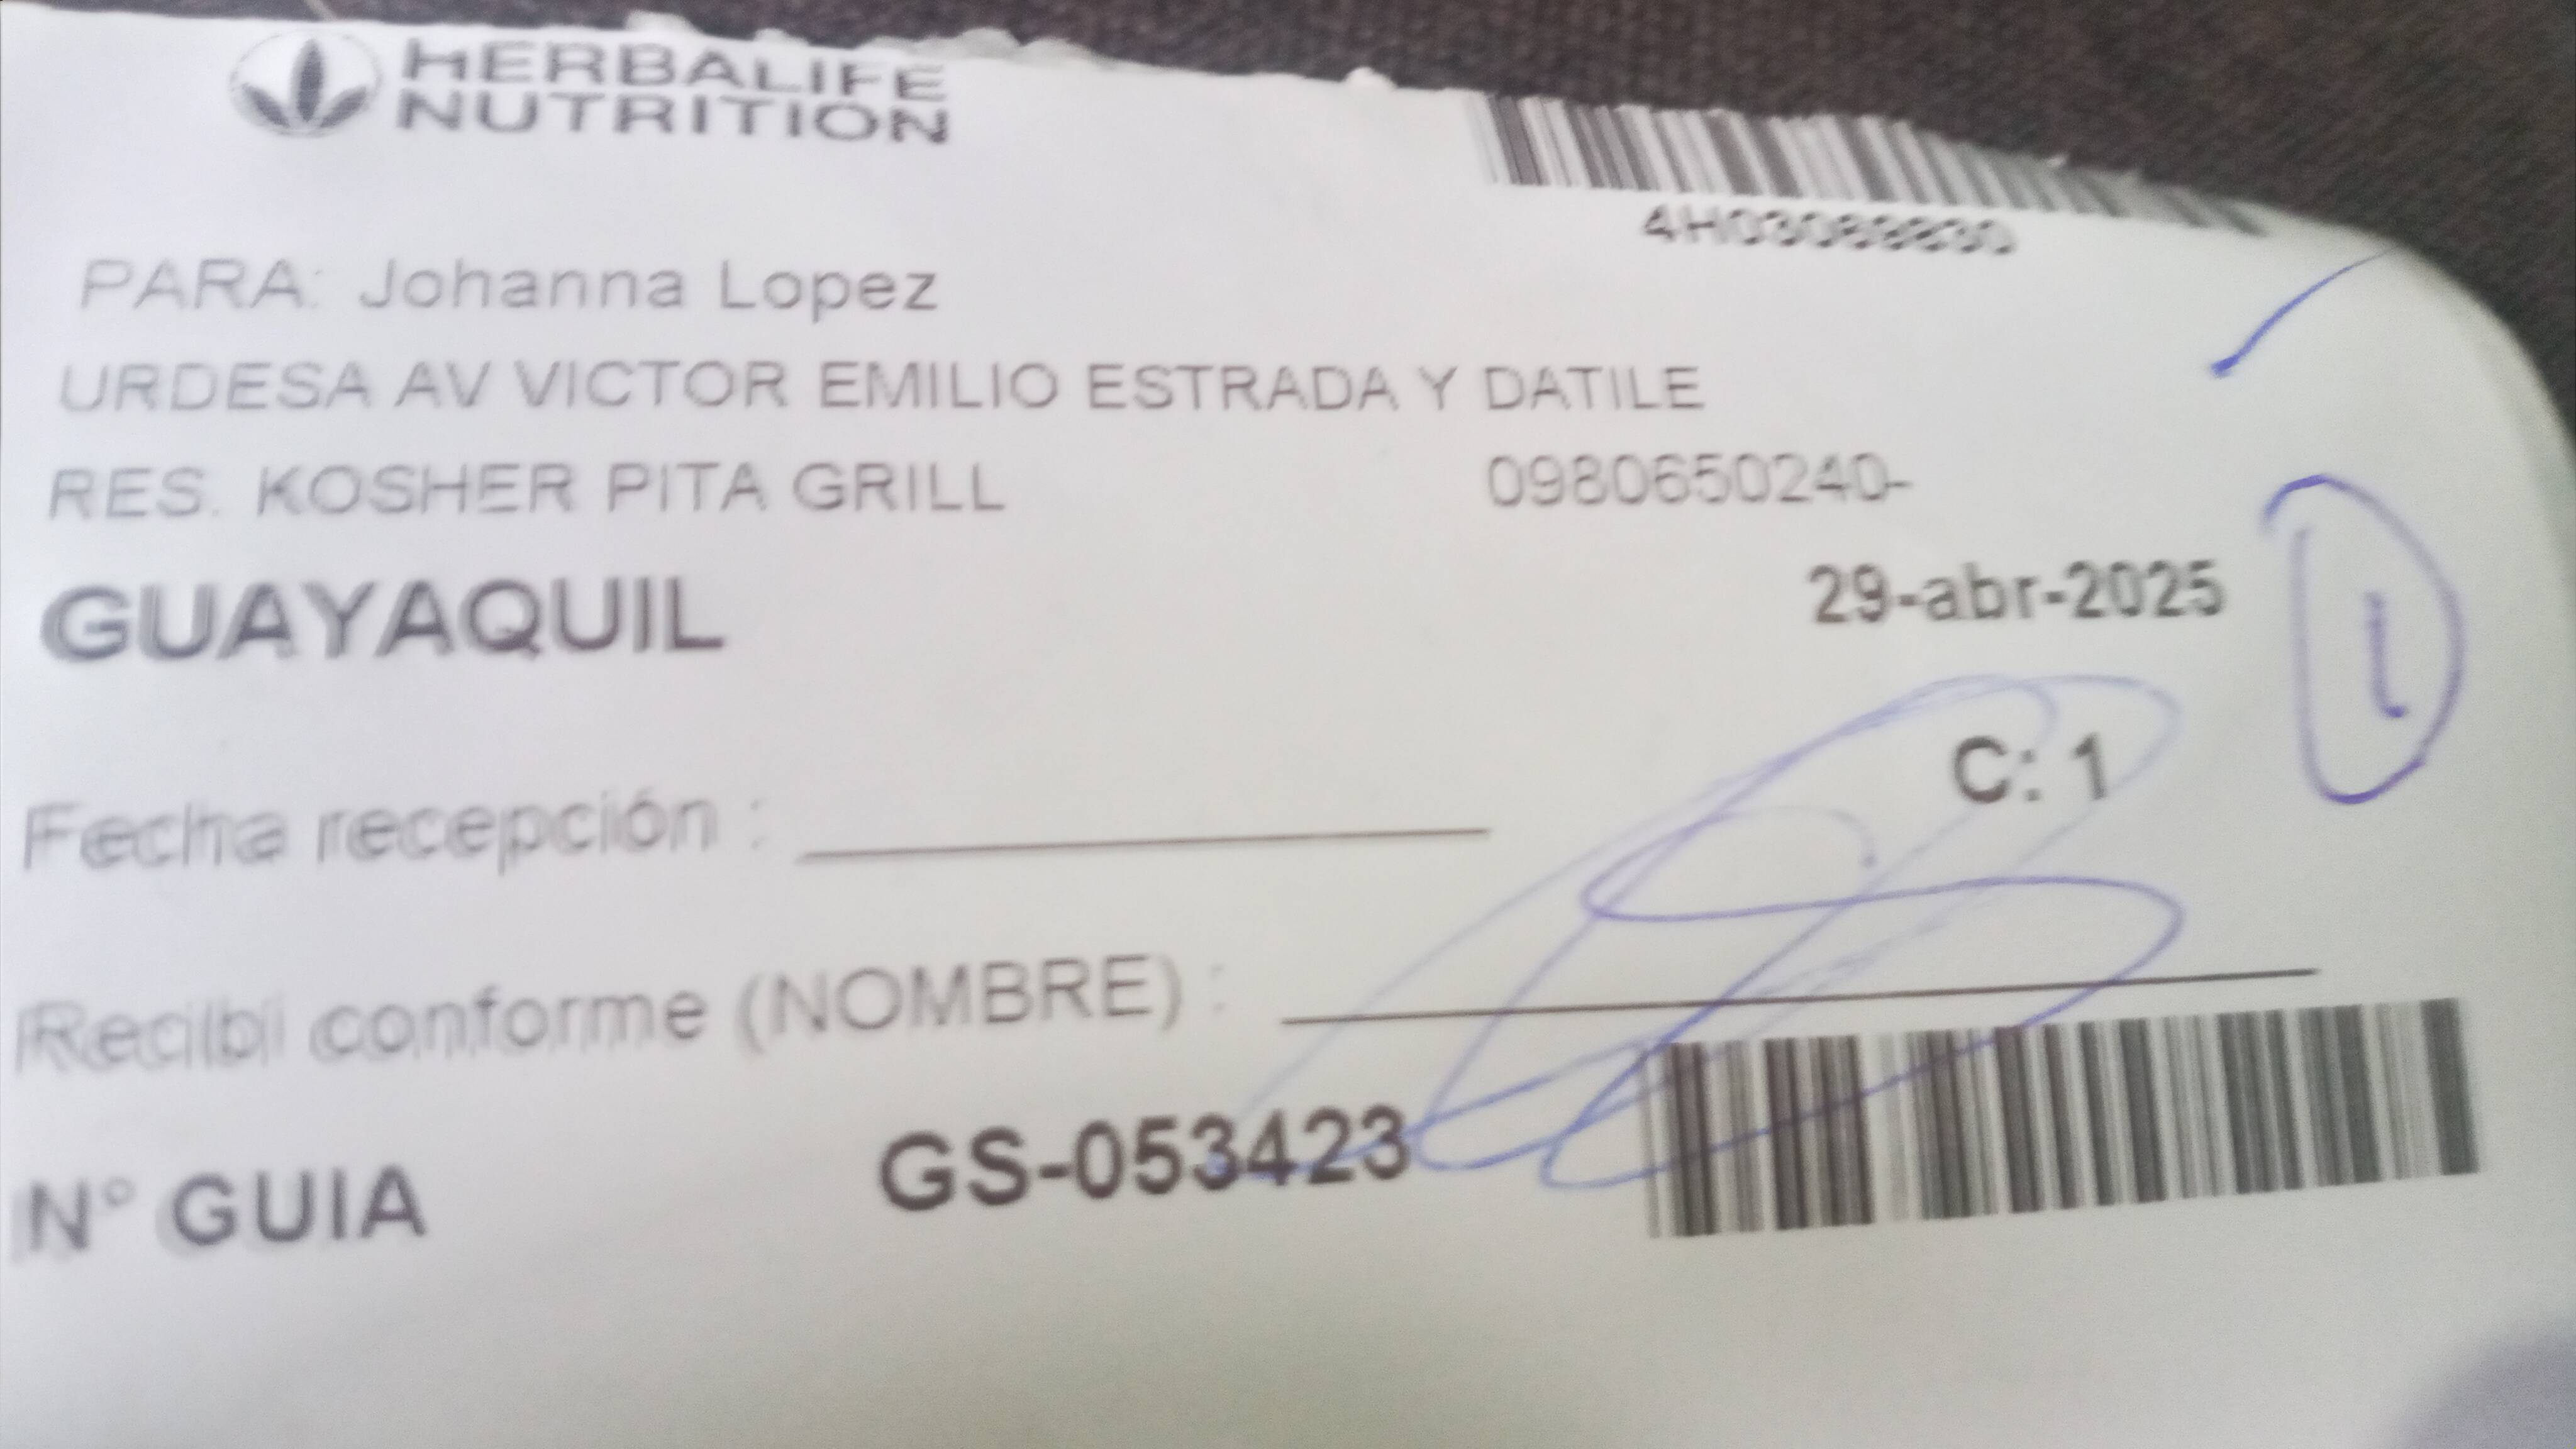 HERBALIFE
NUTRITION
PARA: Johanna Lopez
URDESA AV VICTOR EMILIO ESTRADA Y DATILE
RES. KOSHER PITA GRILL 0980650240-
GUAYAQUIL 29-abr-2025
1
C: 1
Fecha recepción :
Recibi conforme (NOMBRE) :
N° GUIA GS-053423